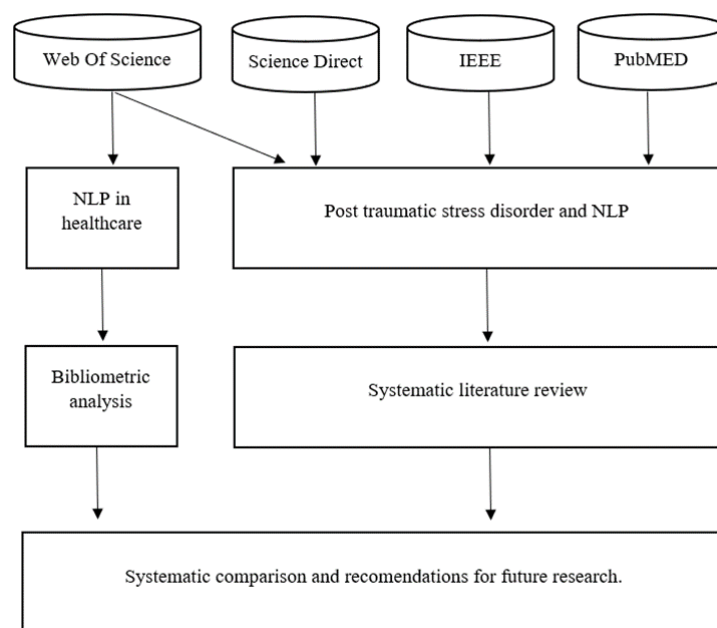 Web Of Science
Science Direct
IEEE
PubMED
NLP in
healthcare
Post traumatic stress disorder and NLP
Bibliometric
analysis
Systematic literature review
Systematic comparison and recomendations for future research.